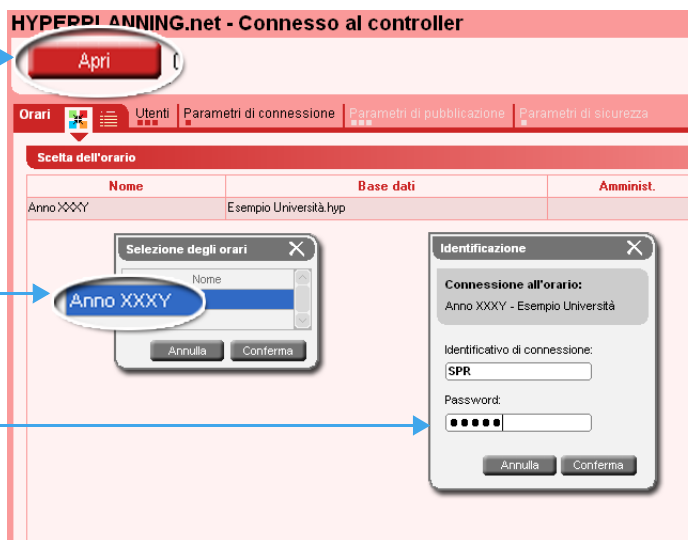 HYPERPLANNING.net - Connesso al controller
Apri
Orari Utenti Parametri di connessione Parametri di pubblicazione Parametri di sicurezza
Scelta dell'orario
Nome Base dati Amminist.
Anno XXXY Esempio Università.hyp
Selezione degli orari
Nome
Anno XXXY
Annulla Conferma
Identificazione
Connessione all'orario:
Anno XXXY - Esempio Università
Identificativo di connessione:
SPR
Password:
●●●●●
Annulla Conferma